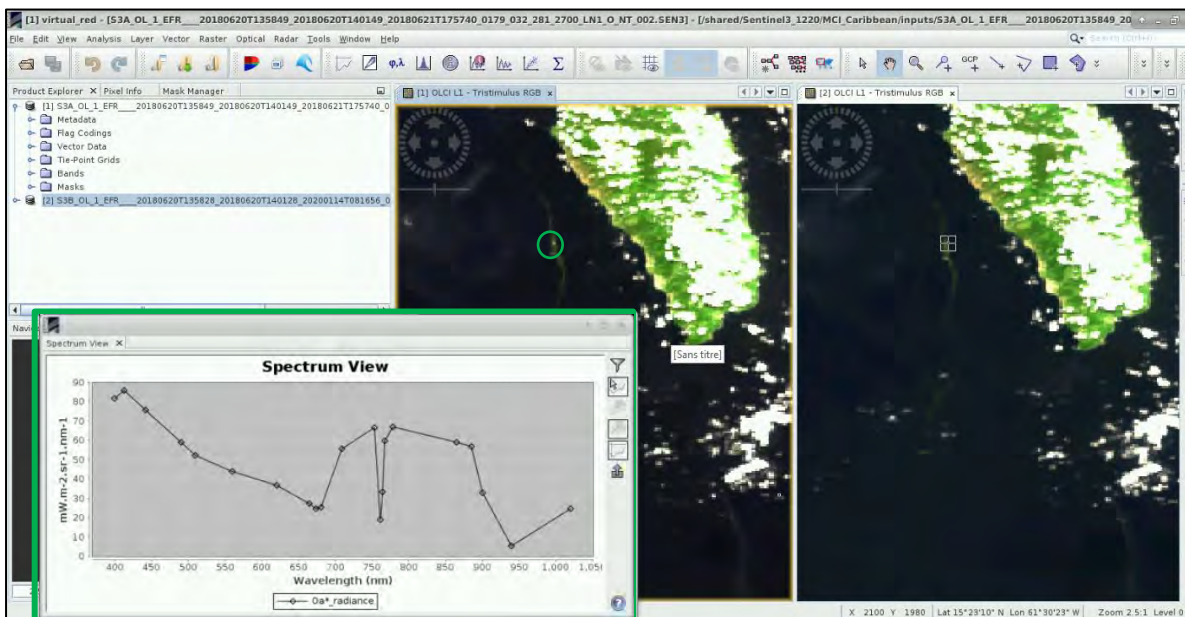 [1] virtual_red - [S3A_OL_1_EFR____20180620T135849_20180620T140149_20180621T175740_0179_032_281_2700_LN1_O_NT_002.SEN3] - [/shared/Sentinel3_1220/MCI_Caribbean/inputs/S3A_OL_1_EFR____20180620T135849_20
File Edit View Analysis Layer Vector Raster Optical Radar Tools Window Help
φ,λ Σ GCP
Product Explorer × Pixel Info Mask Manager
[1] OLCI L1 - Tristimulus RGB ×
[2] OLCI L1 - Tristimulus RGB ×
[1] S3A_OL_1_EFR____20180620T135849_20180620T140149_20180621T175740_0
Metadata
Flag Codings
Vector Data
Tie-Point Grids
Bands
Masks
[2] S3B_OL_1_EFR____20180620T135828_20180620T140128_20200114T081656_0
Spectrum View ×
Spectrum View
[Sans titre]
mW.m-2.sr-1.nm-1
90
80
70
60
50
40
30
20
10
0
400 450 500 550 600 650 700 750 800 850 900 950 1.000 1.050
Wavelength (nm)
Oa*_radiance
X 2100 Y 1980 Lat 15°23'10" N Lon 61°30'23" W Zoom 2.5:1 Level 0